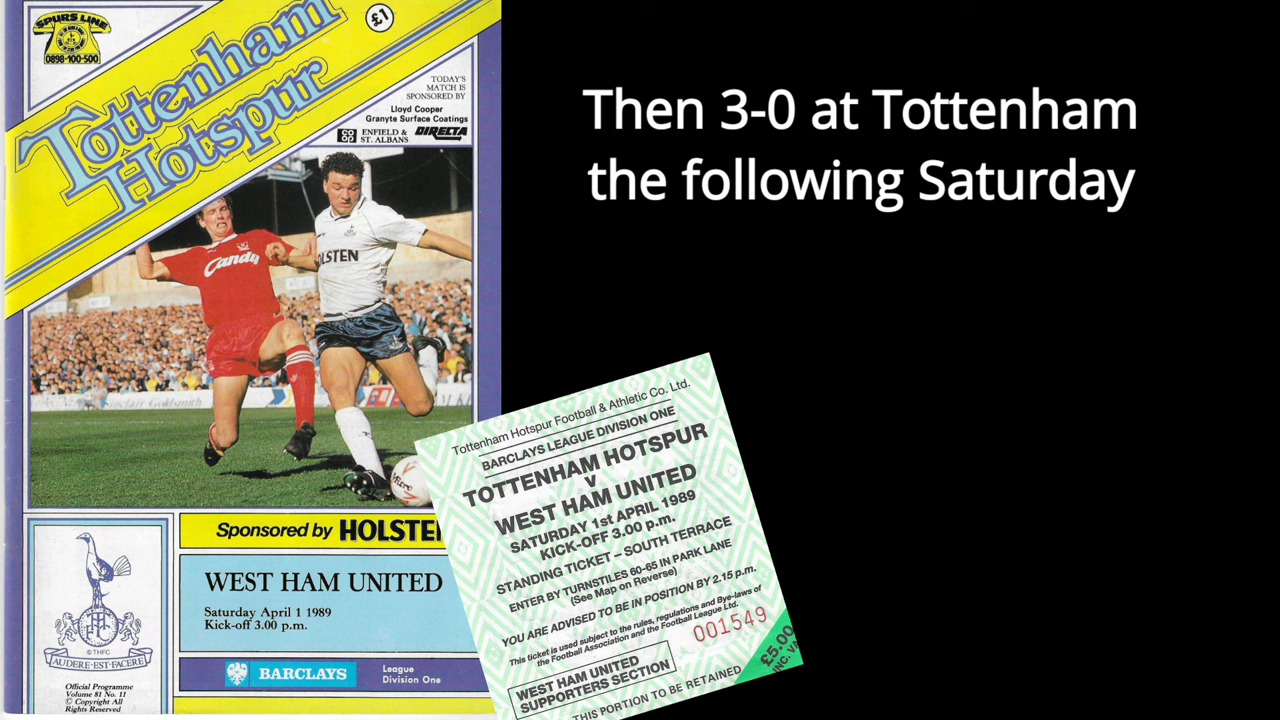 SPURS LINE
0898-100-500
£1
Tottenham
Hotspur
TODAY'S
MATCH IS
SPONSORED BY
Lloyd Cooper
Granyte Surface Coatings
ENFIELD &
ST. ALBANS
DIRECTA
Candy
HOLSTEN
Mitre
Sponsored by HOLSTE
WEST HAM UNITED
Saturday April 1 1989
Kick-off 3.00 p.m.
© THFC
AUDERE·EST·FACERE
Official Programme
Volume 81 No. 11
© Copyright All
Rights Reserved
BARCLAYS
League
Division One
Then 3-0 at Tottenham
the following Saturday
Tottenham Hotspur Football & Athletic Co. Ltd.
BARCLAYS LEAGUE DIVISION ONE
TOTTENHAM HOTSPUR
v
WEST HAM UNITED
SATURDAY 1st APRIL 1989
KICK-OFF 3.00 p.m.
STANDING TICKET – SOUTH TERRACE
ENTER BY TURNSTILES 60-65 IN PARK LANE
(See Map on Reverse)
YOU ARE ADVISED TO BE IN POSITION BY 2.15 p.m.
This ticket is used subject to the rules, regulations and Bye-laws of
the Football Association and the Football League Ltd.
001549
WEST HAM UNITED
SUPPORTERS SECTION
£5.00
INC. VA
THIS PORTION TO BE RETAINED